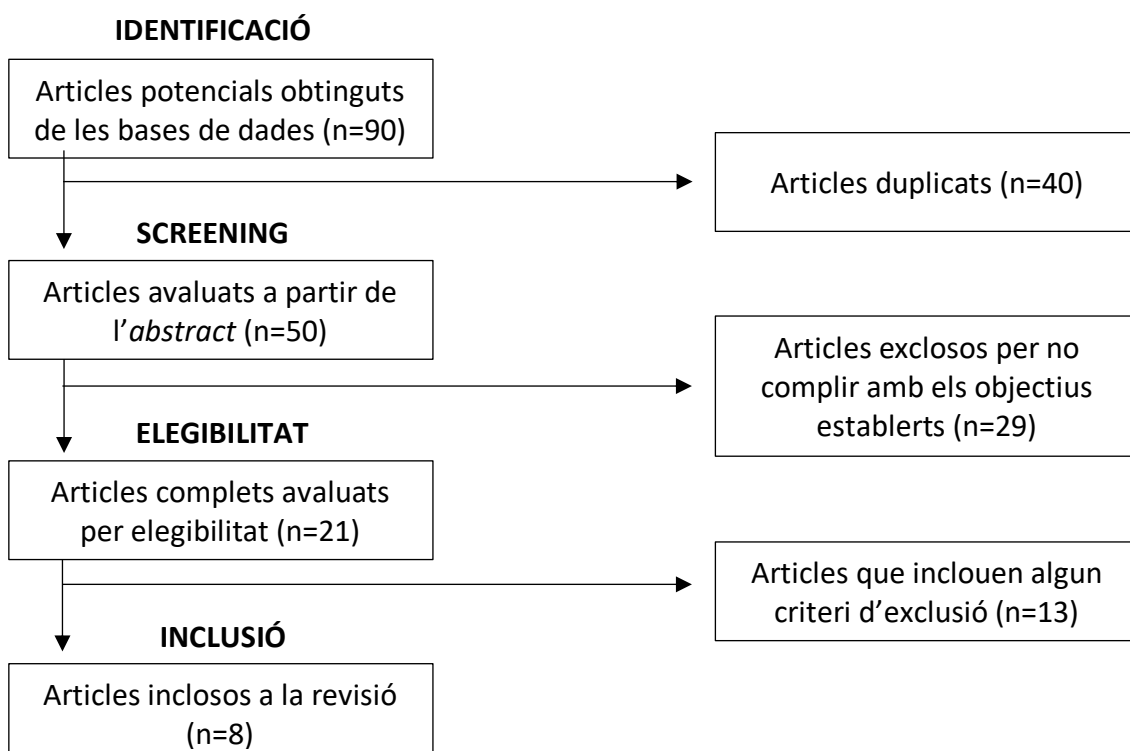 IDENTIFICACIÓ
Articles potencials obtinguts
de les bases de dades (n=90)
Articles duplicats (n=40)
SCREENING
Articles avaluats a partir de
l’abstract (n=50)
Articles exclosos per no
complir amb els objectius
establerts (n=29)
ELEGIBILITAT
Articles complets avaluats
per elegibilitat (n=21)
Articles que inclouen algun
criteri d’exclusió (n=13)
INCLUSIÓ
Articles inclosos a la revisió
(n=8)